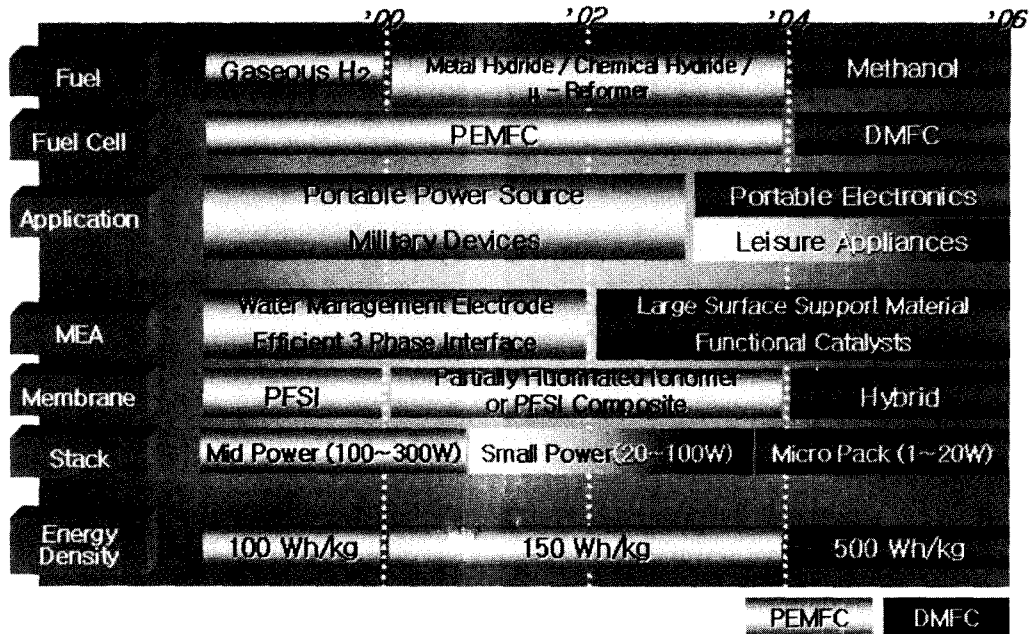 '00 '02 '04 '06
Fuel Gaseous H2 Metal Hydride / Chemical Hydride / Methanol
μ - Reformer
Fuel Cell PEMFC DMFC
Application Portable Power Source Portable Electronics
Military Devices Leisure Appliances
MEA Water Management Electrode Large Surface Support Material
Efficient 3 Phase Interface Functional Catalysts
Membrane PFSI Partially Fluorinated Ionomer Hybrid
or PFSI Composite
Stack Mid Power (100~300W) Small Power(20~100W) Micro Pack (1~20W)
Energy
Density 100 Wh/kg 150 Wh/kg 500 Wh/kg
PEMFC DMFC